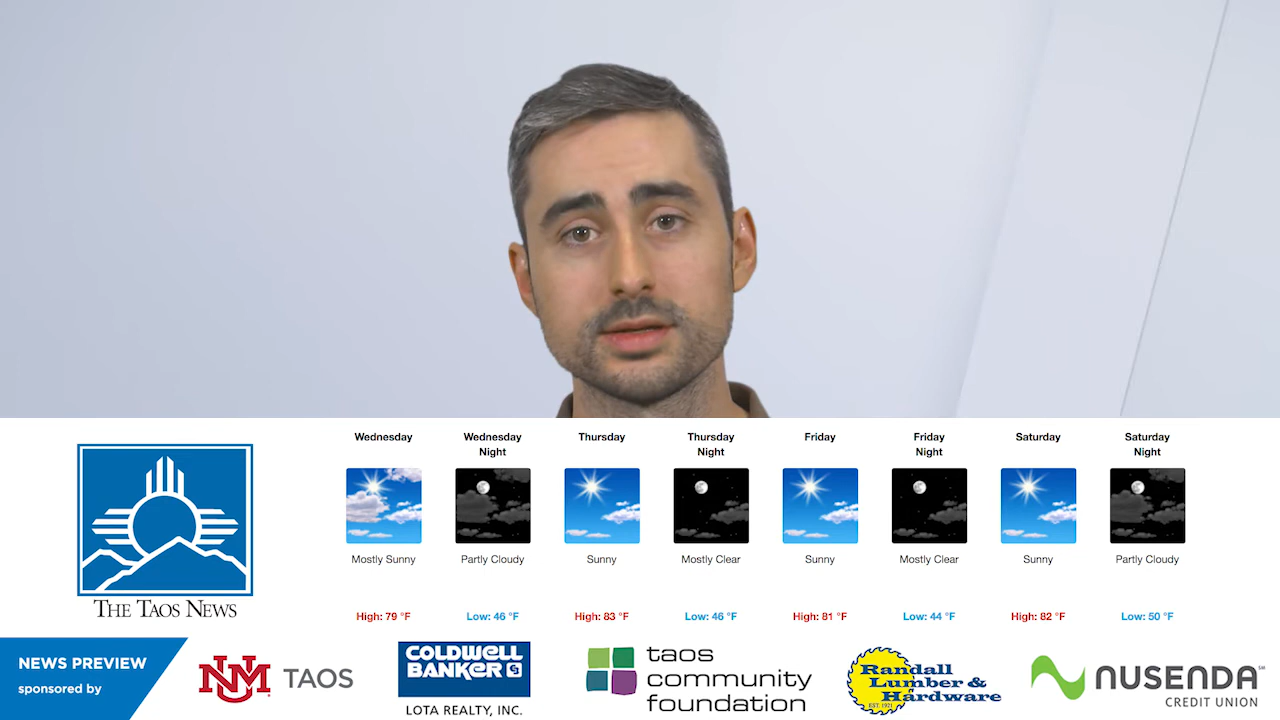 Wednesday
Wednesday
Night
Thursday
Thursday
Night
Friday
Friday
Night
Saturday
Saturday
Night
Mostly Sunny
Partly Cloudy
Sunny
Mostly Clear
Sunny
Mostly Clear
Sunny
Partly Cloudy
High: 79 °F
Low: 46 °F
High: 83 °F
Low: 46 °F
High: 81 °F
Low: 44 °F
High: 82 °F
Low: 50 °F
THE TAOS NEWS
NEWS PREVIEW
sponsored by
UNM TAOS
COLDWELL
BANKER
LOTA REALTY, INC.
taos
community
foundation
Randall
Lumber &
Hardware
EST. 1921
NUSENDA
CREDIT UNION